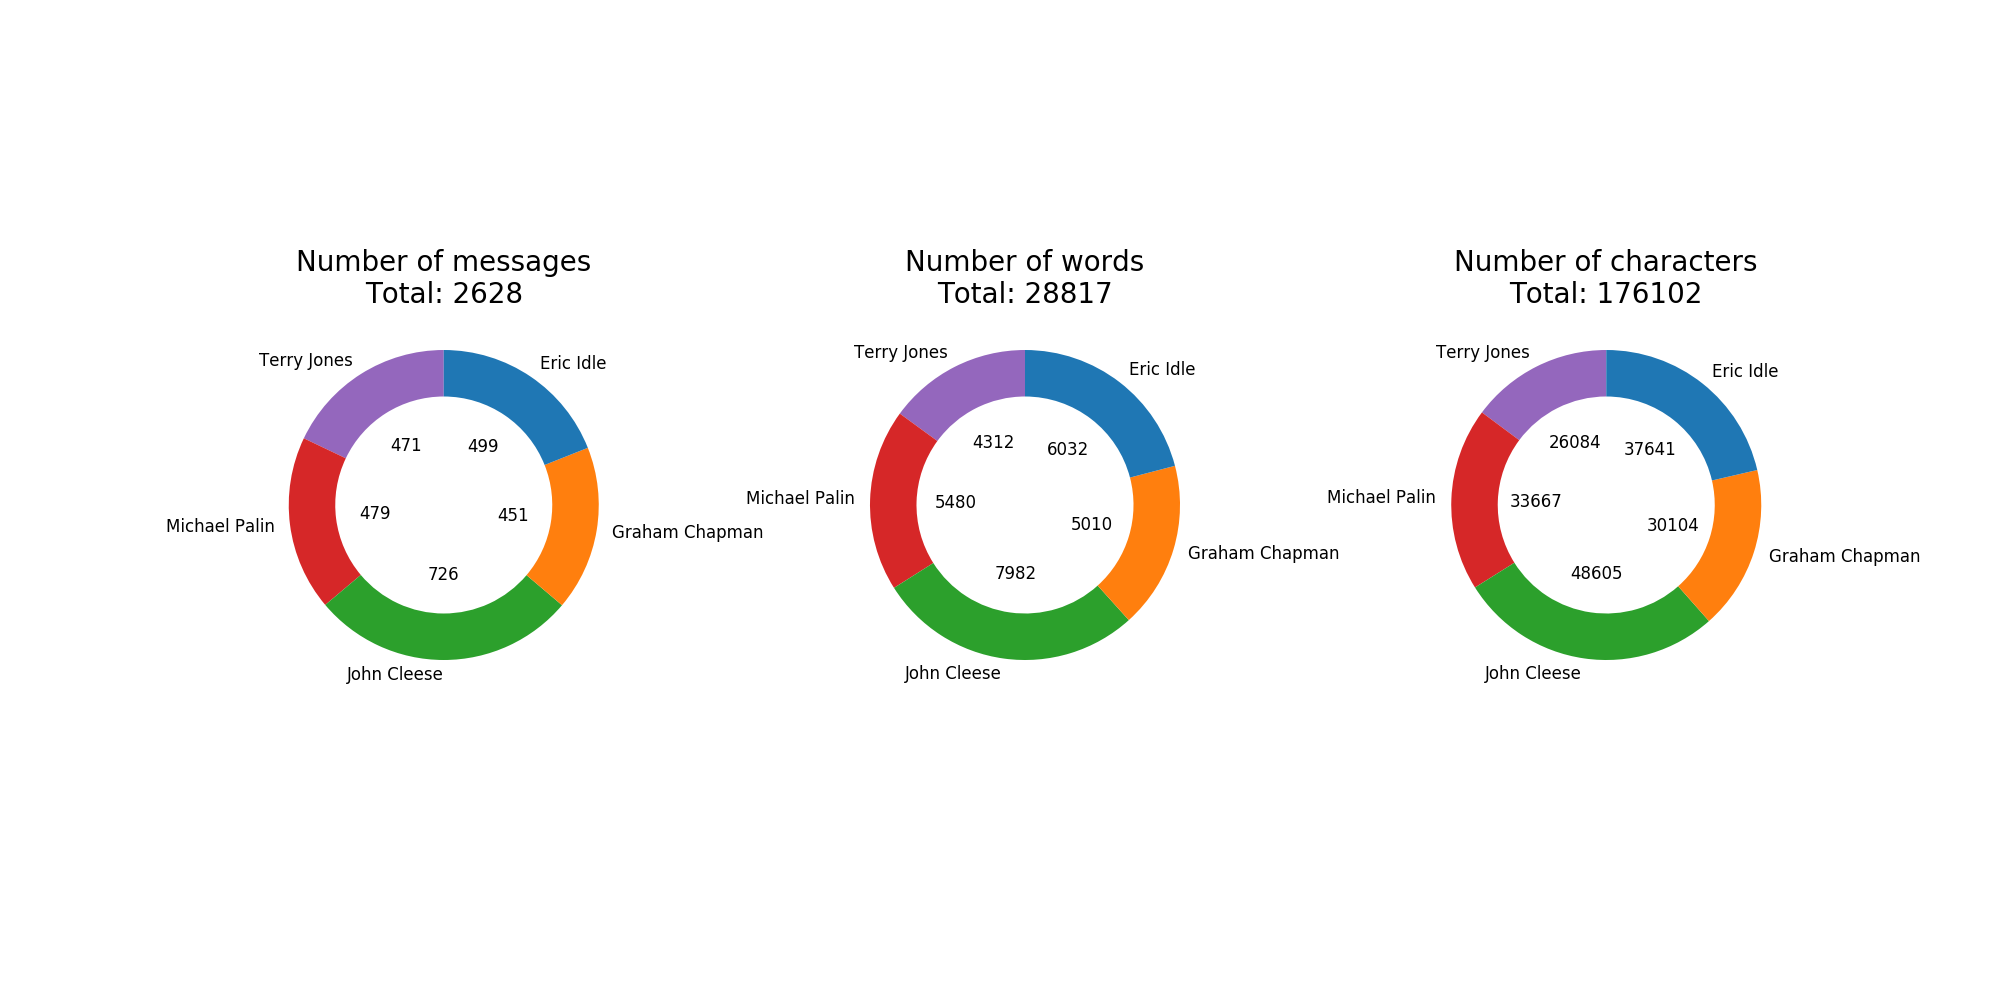 Number of messages
Total: 2628
Terry Jones
Eric Idle
471
499
Michael Palin
479
451
Graham Chapman
726
John Cleese
Number of words
Total: 28817
Terry Jones
Eric Idle
4312
6032
Michael Palin
5480
5010
Graham Chapman
7982
John Cleese
Number of characters
Total: 176102
Terry Jones
Eric Idle
26084
37641
Michael Palin
33667
30104
Graham Chapman
48605
John Cleese